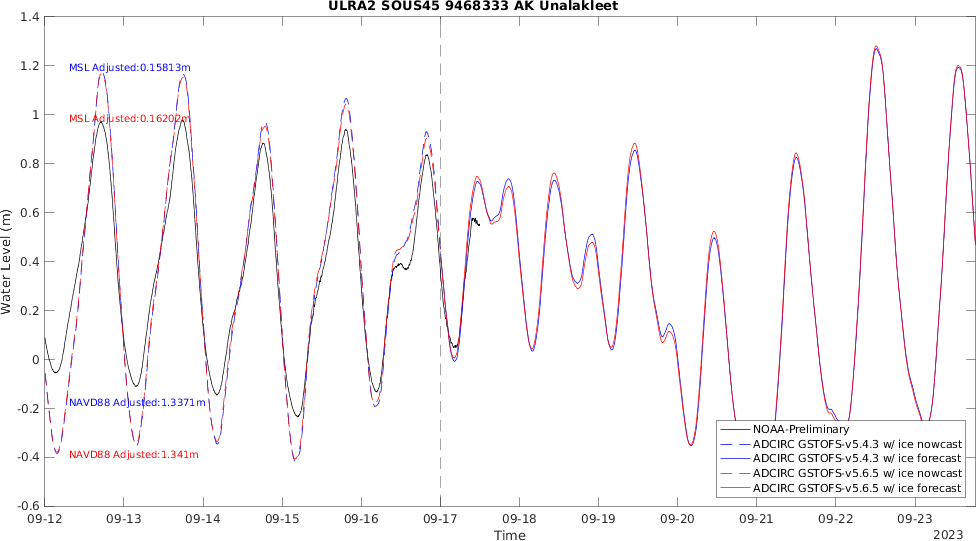 ULRA2 SOUS45 9468333 AK Unalakleet
1.4
1.2
1
0.8
0.6
0.4
0.2
0
-0.2
-0.4
-0.6
Water Level (m)
MSL Adjusted:0.15813m
MSL Adjusted:0.16202m
NAVD88 Adjusted:1.3371m
NAVD88 Adjusted:1.341m
NOAA-Preliminary
ADCIRC GSTOFS-v5.4.3 w/ ice nowcast
ADCIRC GSTOFS-v5.4.3 w/ ice forecast
ADCIRC GSTOFS-v5.6.5 w/ ice nowcast
ADCIRC GSTOFS-v5.6.5 w/ ice forecast
09-12 09-13 09-14 09-15 09-16 09-17 09-18 09-19 09-20 09-21 09-22 09-23
Time
2023